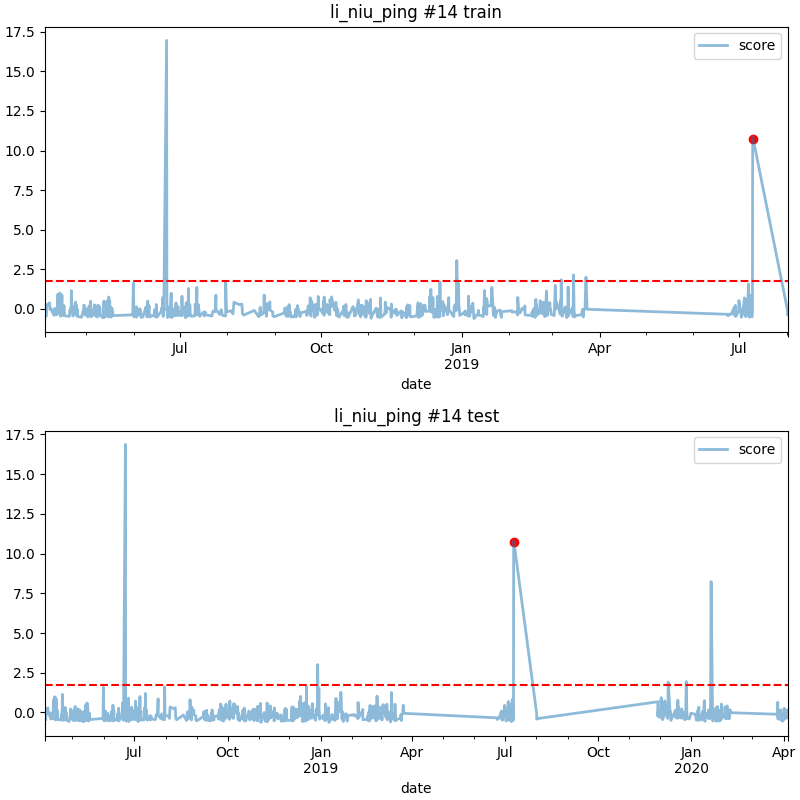 li_niu_ping #14 train
score
17.5
15.0
12.5
10.0
7.5
5.0
2.5
0.0
Jul Oct Jan Apr Jul
2019
date
li_niu_ping #14 test
score
17.5
15.0
12.5
10.0
7.5
5.0
2.5
0.0
Jul Oct Jan Apr Jul Oct Jan Apr
2019 2020
date